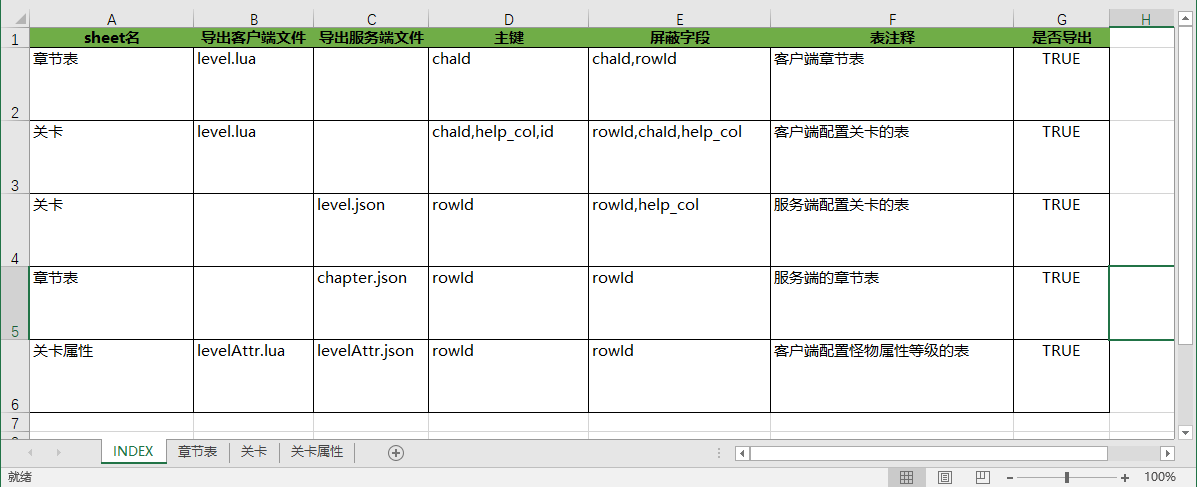 A B C D E F G H
1 sheet名 导出客户端文件 导出服务端文件 主键 屏蔽字段 表注释 是否导出
2 章节表 level.lua chaId chaId,rowId 客户端章节表 TRUE
3 关卡 level.lua chaId,help_col,id rowId,chaId,help_col 客户端配置关卡的表 TRUE
4 关卡 level.json rowId rowId,help_col 服务端配置关卡的表 TRUE
5 章节表 chapter.json rowId rowId 服务端的章节表 TRUE
6 关卡属性 levelAttr.lua levelAttr.json rowId rowId 客户端配置怪物属性等级的表 TRUE
7
INDEX 章节表 关卡 关卡属性
就绪 100%